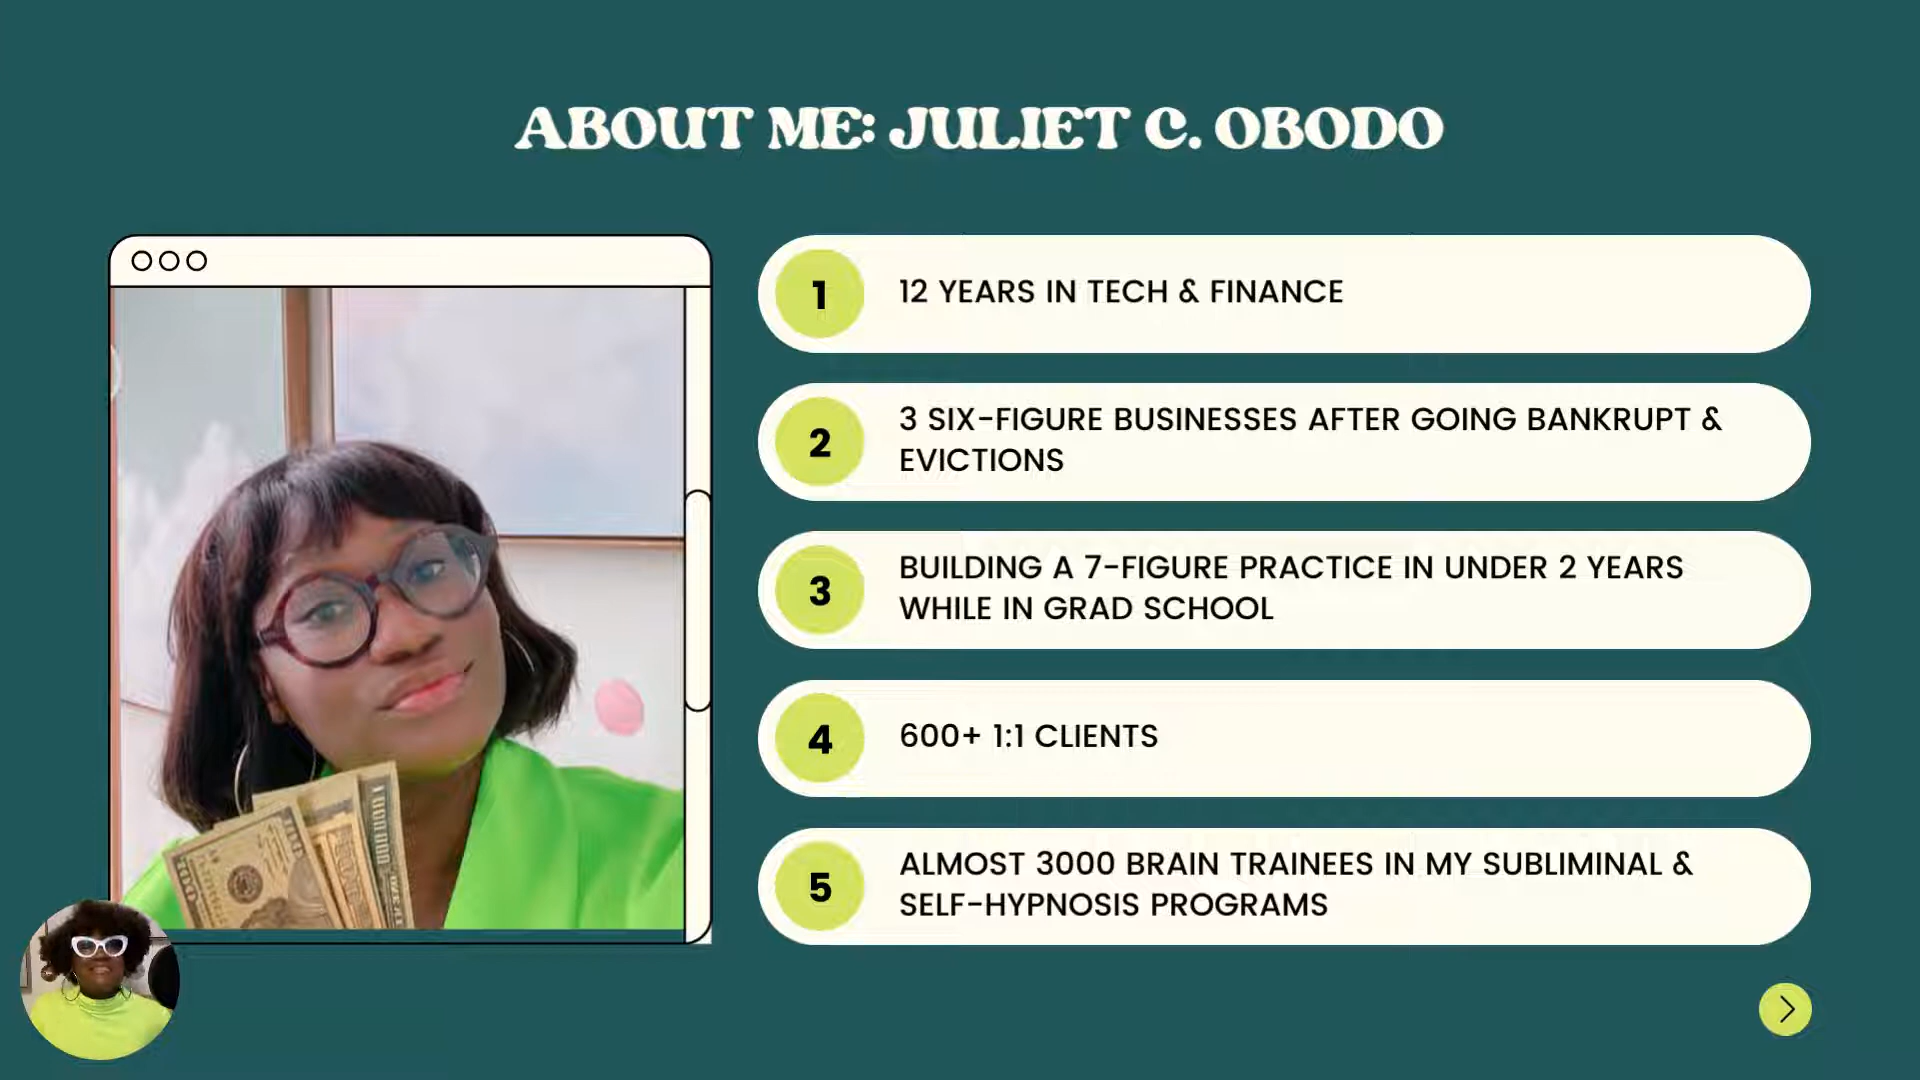 ABOUT ME: JULIET C. OBODO
1
12 YEARS IN TECH & FINANCE
2
3 SIX-FIGURE BUSINESSES AFTER GOING BANKRUPT &
EVICTIONS
3
BUILDING A 7-FIGURE PRACTICE IN UNDER 2 YEARS
WHILE IN GRAD SCHOOL
4
600+ 1:1 CLIENTS
5
ALMOST 3000 BRAIN TRAINEES IN MY SUBLIMINAL &
SELF-HYPNOSIS PROGRAMS